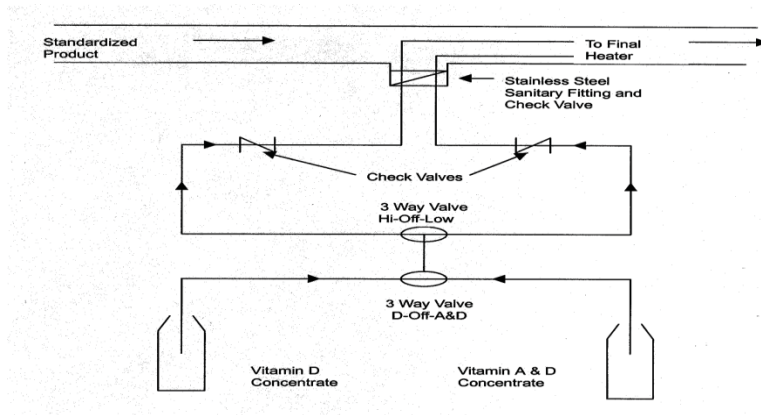 Standardized
Product
To Final
Heater
Stainless Steel
Sanitary Fitting and
Check Valve
Check Valves
3 Way Valve
Hi-Off-Low
3 Way Valve
D-Off-A&D
Vitamin D
Concentrate
Vitamin A & D
Concentrate